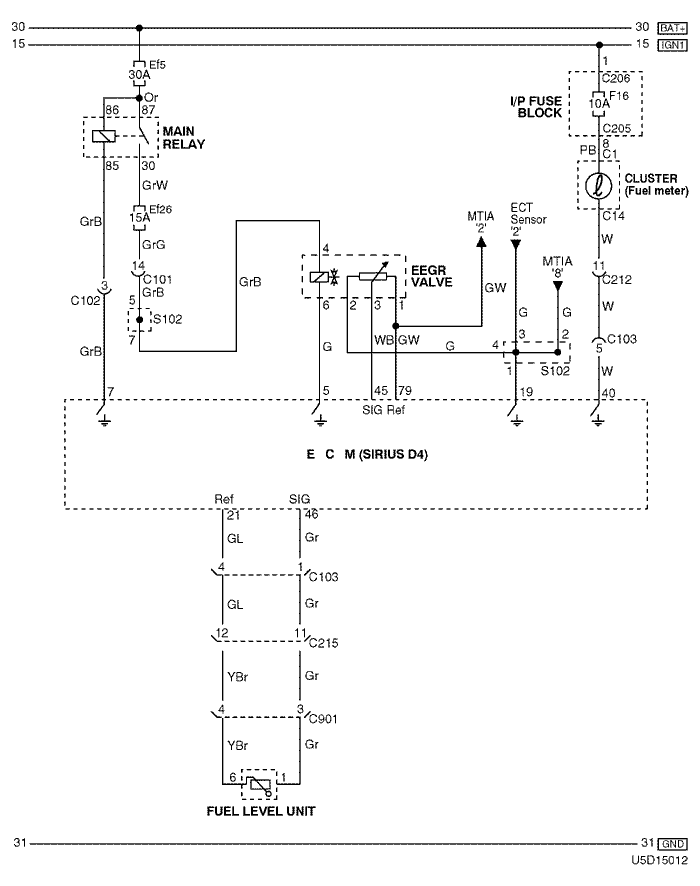 30 30 BAT+
15 15 IGN1
Ef5
30A
Or
86 87
MAIN
RELAY
85 30
GrW
Ef26
15A
GrB
GrG
14
C101
3
C102
GrB
5
S102
7
GrB
7
GrB
4
EEGR
VALVE
6 2 3 1
G
WB GW
GW
G
MTIA
'2'
ECT
Sensor
'2'
MTIA
'8'
G G
3 2
4
1 S102
1
C206
I/P FUSE
BLOCK
F16
10A
C205
8
PB C1
CLUSTER
(Fuel meter)
C14
W
11
C212
W
C103
5
W
5 45 79 19 40
SIG Ref
E C M (SIRIUS D4)
Ref SIG
21 46
GL Gr
4 1
C103
GL Gr
12 11
C215
YBr Gr
4 3
C901
YBr Gr
6 1
FUEL LEVEL UNIT
31 31 GND
U5D15012